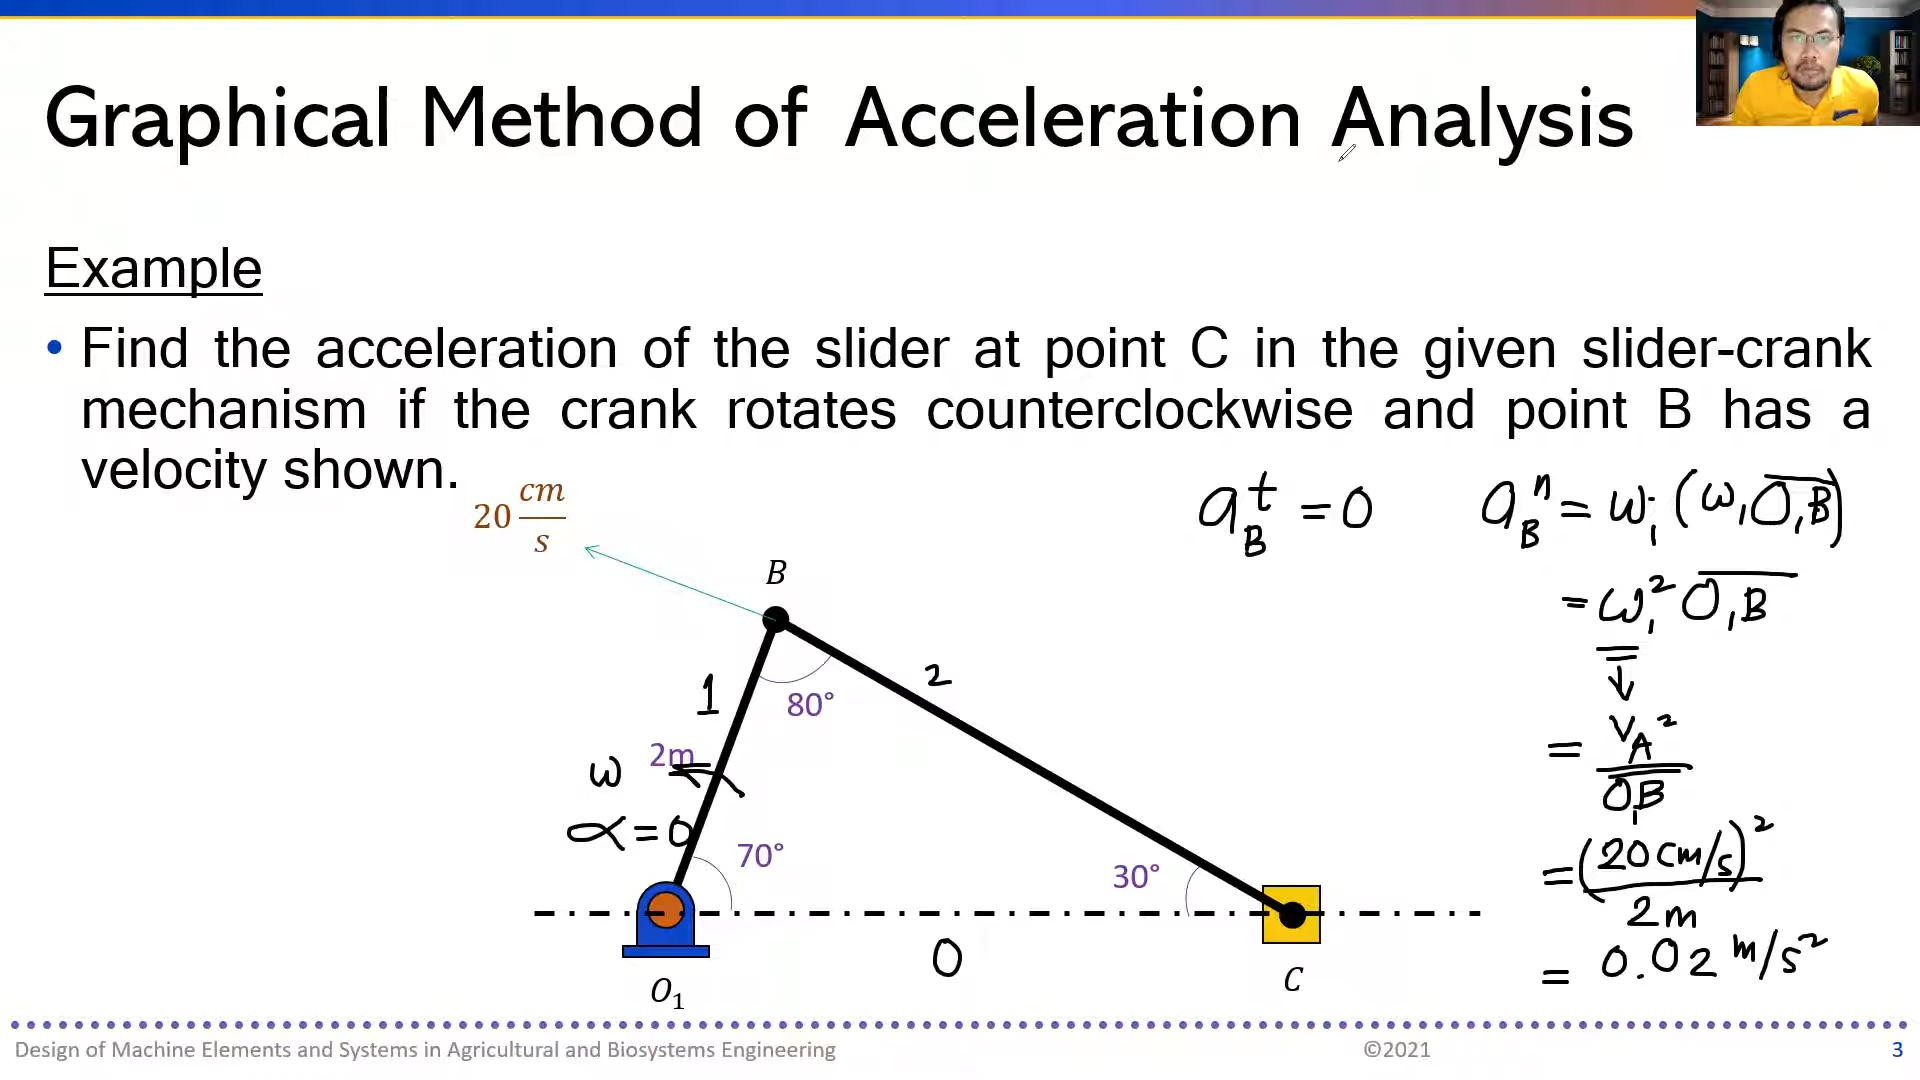 Graphical Method of Acceleration Analysis
Example
• Find the acceleration of the slider at point C in the given slider-crank
mechanism if the crank rotates counterclockwise and point B has a
velocity shown.
20 cm/s
a_B^t = 0
a_B^n = ω₁ (ω₁ O₁B)
= ω₁² O₁B
= V_A² / O₁B
= (20 cm/s)² / 2m
= 0.02 m/s²
B
1
80°
2
2m
ω
α = 0
70°
30°
0
O₁
C
Design of Machine Elements and Systems in Agricultural and Biosystems Engineering
©2021
3